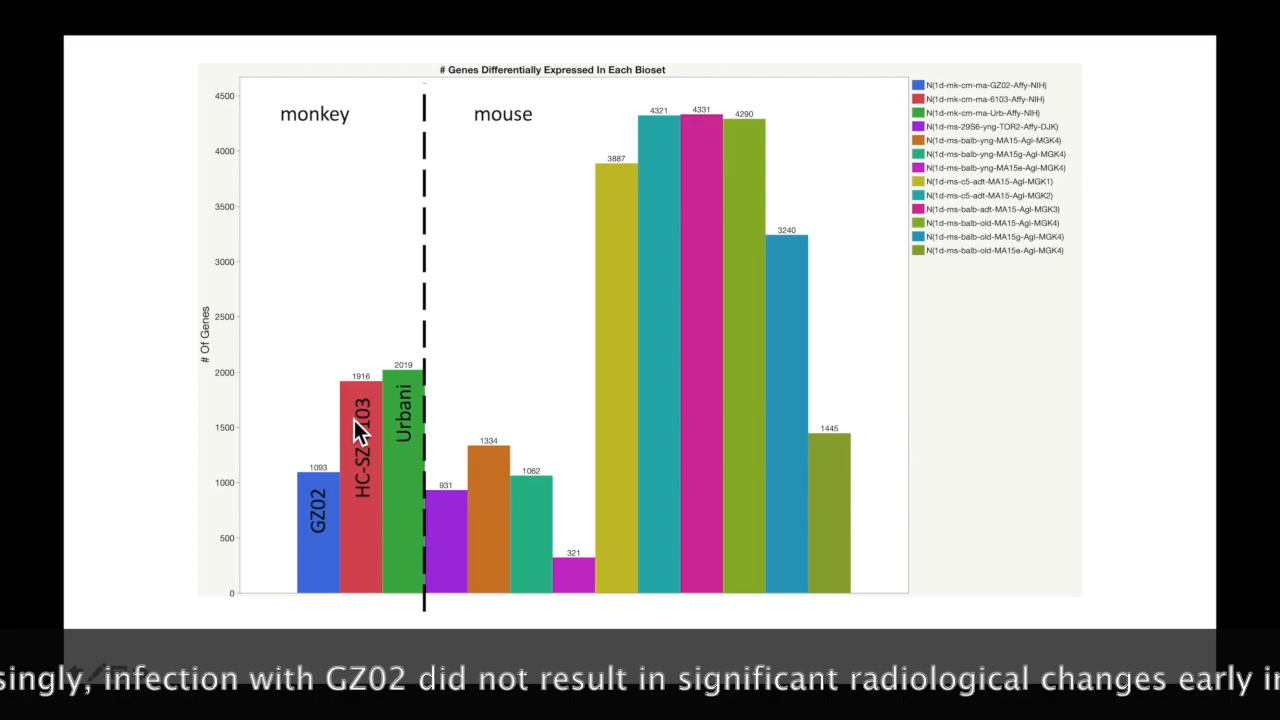 # Genes Differentially Expressed In Each Bioset
monkey
mouse
# Of Genes
4500
4000
3500
3000
2500
2000
1500
1000
500
0
1093
1916
2019
931
1334
1062
321
3887
4321
4331
4290
3240
1445
GZ02
HC-SZ 103
Urbani
N(1d-mk-cm-ma-GZ02-Affy-NIH)
N(1d-mk-cm-ma-6103-Affy-NIH)
N(1d-mk-cm-ma-Urb-Affy-NIH)
N(1d-ms-29S6-yng-TOR2-Affy-DJK)
N(1d-ms-balb-yng-MA15-Agl-MGK4)
N(1d-ms-balb-yng-MA15g-Agl-MGK4)
N(1d-ms-balb-yng-MA15e-Agl-MGK4)
N(1d-ms-c5-adt-MA15-Agl-MGK1)
N(1d-ms-c5-adt-MA15-Agl-MGK2)
N(1d-ms-balb-adt-MA15-Agl-MGK3)
N(1d-ms-balb-old-MA15-Agl-MGK4)
N(1d-ms-balb-old-MA15g-Agl-MGK4)
N(1d-ms-balb-old-MA15e-Agl-MGK4)
singly, infection with GZ02 did not result in significant radiological changes early in